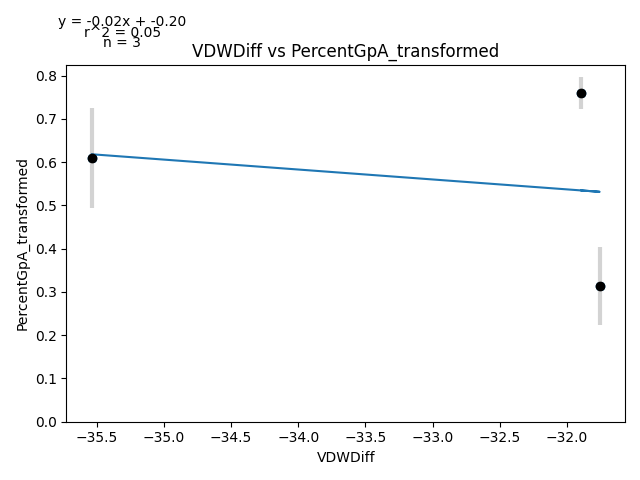 y = -0.02x + -0.20
r^2 = 0.05
n = 3
VDWDiff vs PercentGpA_transformed
PercentGpA_transformed
0.8
0.7
0.6
0.5
0.4
0.3
0.2
0.1
0.0
−35.5 −35.0 −34.5 −34.0 −33.5 −33.0 −32.5 −32.0
VDWDiff